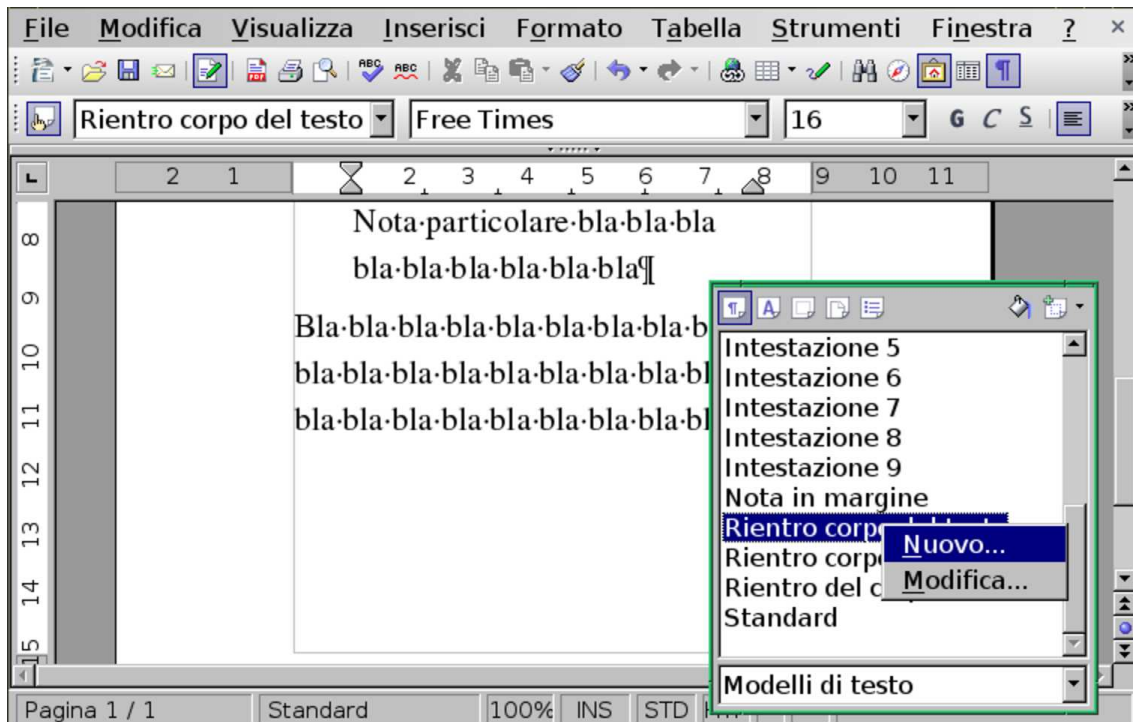 File Modifica Visualizza Inserisci Formato Tabella Strumenti Finestra ? ×
ABC ABC ¶ »
Rientro corpo del testo Free Times 16 G C S »
2 1 2 3 4 5 6 7 8 9 10 11
8
9
10
11
12
13
14
15
Nota·particolare·bla·bla·bla
bla·bla·bla·bla·bla·bla¶
Bla·bla·bla·bla·bla·bla·bla·b
bla·bla·bla·bla·bla·bla·bla·bl
bla·bla·bla·bla·bla·bla·bla·bl
Intestazione 5
Intestazione 6
Intestazione 7
Intestazione 8
Intestazione 9
Nota in margine
Rientro corpo del testo
Rientro corp
Rientro del c
Standard
Nuovo...
Modifica...
Modelli di testo
Pagina 1 / 1 Standard 100% INS STD